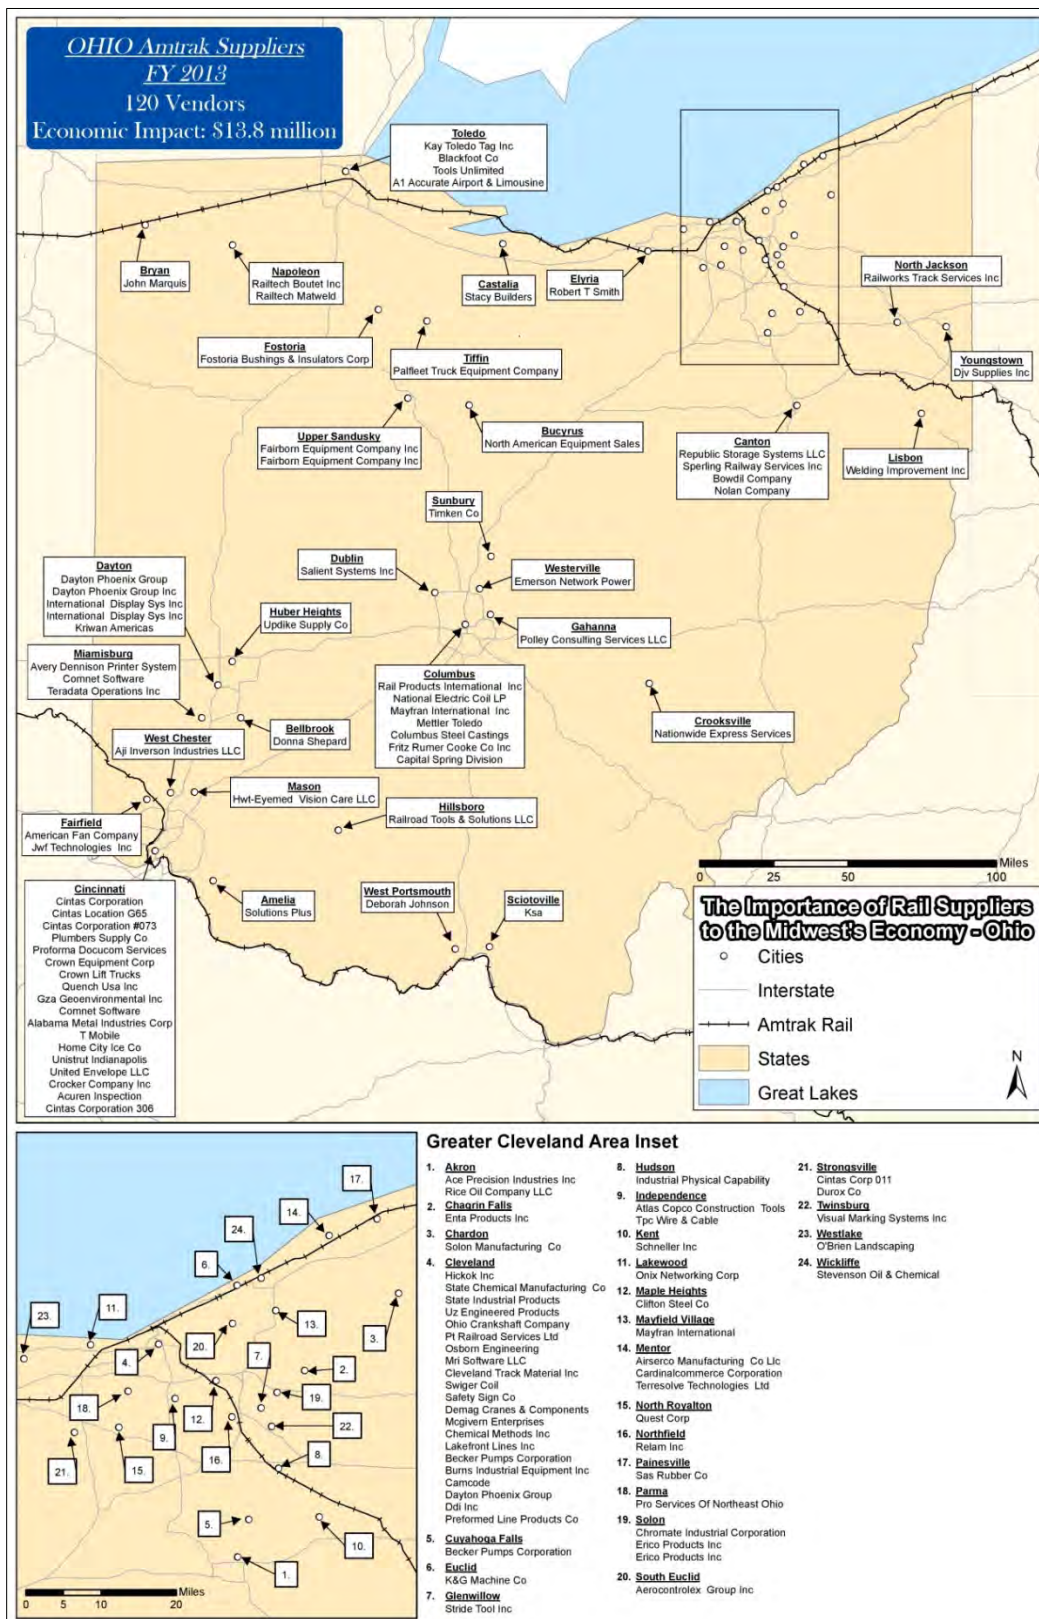 OHIO Amtrak Suppliers
FY 2013
120 Vendors
Economic Impact: $13.8 million
Toledo
Kay Toledo Tag Inc
Blackfoot Co
Tools Unlimited
A1 Accurate Airport & Limousine
Bryan
John Marquis
Napoleon
Railtech Boutet Inc
Railtech Matweld
Castalia
Stacy Builders
Elyria
Robert T Smith
North Jackson
Railworks Track Services Inc
Fostoria
Fostoria Bushings & Insulators Corp
Tiffin
Palfleet Truck Equipment Company
Youngstown
Djv Supplies Inc
Upper Sandusky
Fairborn Equipment Company Inc
Fairborn Equipment Company Inc
Bucyrus
North American Equipment Sales
Canton
Republic Storage Systems LLC
Sperling Railway Services Inc
Bowdil Company
Nolan Company
Lisbon
Welding Improvement Inc
Sunbury
Timken Co
Dublin
Salient Systems Inc
Westerville
Emerson Network Power
Dayton
Dayton Phoenix Group
Dayton Phoenix Group Inc
International Display Sys Inc
International Display Sys Inc
Kriwan Americas
Huber Heights
Updike Supply Co
Gahanna
Polley Consulting Services LLC
Miamisburg
Avery Dennison Printer System
Comnet Software
Teradata Operations Inc
Columbus
Rail Products International Inc
National Electric Coil LP
Mayfran International Inc
Mettler Toledo
Columbus Steel Castings
Fritz Rumer Cooke Co Inc
Capital Spring Division
Crooksville
Nationwide Express Services
Bellbrook
Donna Shepard
West Chester
Aji Inverson Industries LLC
Mason
Hwt-Eyemed Vision Care LLC
Hillsboro
Railroad Tools & Solutions LLC
Fairfield
American Fan Company
Jwf Technologies Inc
Cincinnati
Cintas Corporation
Cintas Location G65
Cintas Corporation #073
Plumbers Supply Co
Proforma Docucom Services
Crown Equipment Corp
Crown Lift Trucks
Quench Usa Inc
Gza Geoenvironmental Inc
Comnet Software
Alabama Metal Industries Corp
T Mobile
Home City Ice Co
Unistrut Indianapolis
United Envelope LLC
Crocker Company Inc
Acuren Inspection
Cintas Corporation 306
Amelia
Solutions Plus
West Portsmouth
Deborah Johnson
Sciotoville
Ksa
Miles
0 25 50 100
The Importance of Rail Suppliers
to the Midwest's Economy - Ohio
Cities
Interstate
Amtrak Rail
States
Great Lakes
N
17.
14.
24.
6.
23.
11.
13.
3.
20.
7.
4.
2.
18.
19.
12.
9.
22.
21.
15.
16.
8.
5.
10.
1.
Miles
0 5 10 20
Greater Cleveland Area Inset
1. Akron
Ace Precision Industries Inc
Rice Oil Company LLC
2. Chagrin Falls
Enta Products Inc
3. Chardon
Solon Manufacturing Co
4. Cleveland
Hickok Inc
State Chemical Manufacturing Co
State Industrial Products
Uz Engineered Products
Ohio Crankshaft Company
Pt Railroad Services Ltd
Osborn Engineering
Mri Software LLC
Cleveland Track Material Inc
Swiger Coil
Safety Sign Co
Demag Cranes & Components
Mcgivern Enterprises
Chemical Methods Inc
Lakefront Lines Inc
Becker Pumps Corporation
Burns Industrial Equipment Inc
Camcode
Dayton Phoenix Group
Ddi Inc
Preformed Line Products Co
5. Cuyahoga Falls
Becker Pumps Corporation
6. Euclid
K&G Machine Co
7. Glenwillow
Stride Tool Inc
8. Hudson
Industrial Physical Capability
9. Independence
Atlas Copco Construction Tools
Tpc Wire & Cable
10. Kent
Schneller Inc
11. Lakewood
Onix Networking Corp
12. Maple Heights
Clifton Steel Co
13. Mayfield Village
Mayfran International
14. Mentor
Airserco Manufacturing Co Llc
Cardinalcommerce Corporation
Terresolve Technologies Ltd
15. North Royalton
Quest Corp
16. Northfield
Relam Inc
17. Painesville
Sas Rubber Co
18. Parma
Pro Services Of Northeast Ohio
19. Solon
Chromate Industrial Corporation
Erico Products Inc
Erico Products Inc
20. South Euclid
Aerocontrolex Group Inc
21. Strongsville
Cintas Corp 011
Durox Co
22. Twinsburg
Visual Marking Systems Inc
23. Westlake
O'Brien Landscaping
24. Wickliffe
Stevenson Oil & Chemical